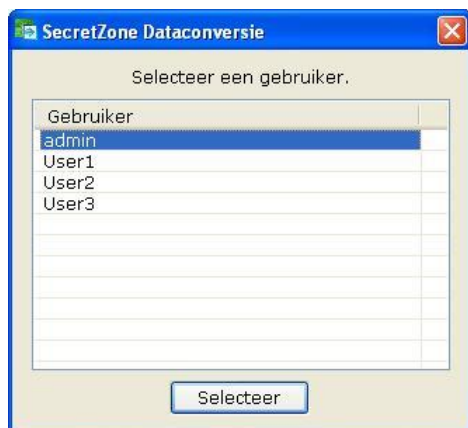 SecretZone Dataconversie
Selecteer een gebruiker.
Gebruiker
admin
User1
User2
User3
Selecteer